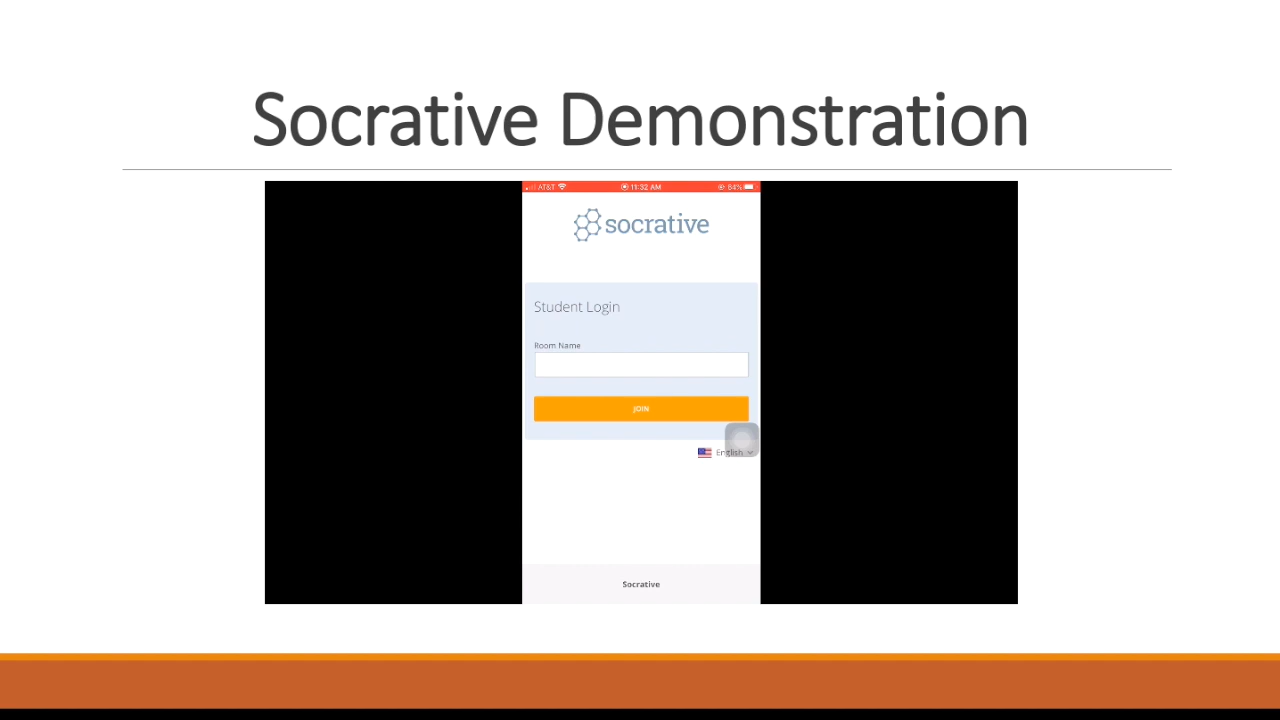 Socrative Demonstration
AT&T 11:32 AM 84%
socrative
Student Login
Room Name
JOIN
English
Socrative